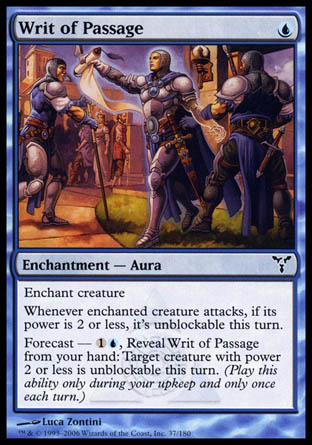 Writ of Passage
Enchantment — Aura
Enchant creature
Whenever enchanted creature attacks, if its
power is 2 or less, it's unblockable this turn.
Forecast — 1, Reveal Writ of Passage
from your hand: Target creature with power
2 or less is unblockable this turn. (Play this
ability only during your upkeep and only once
each turn.)
Luca Zontini
™ & © 1993–2006 Wizards of the Coast, Inc. 37/180